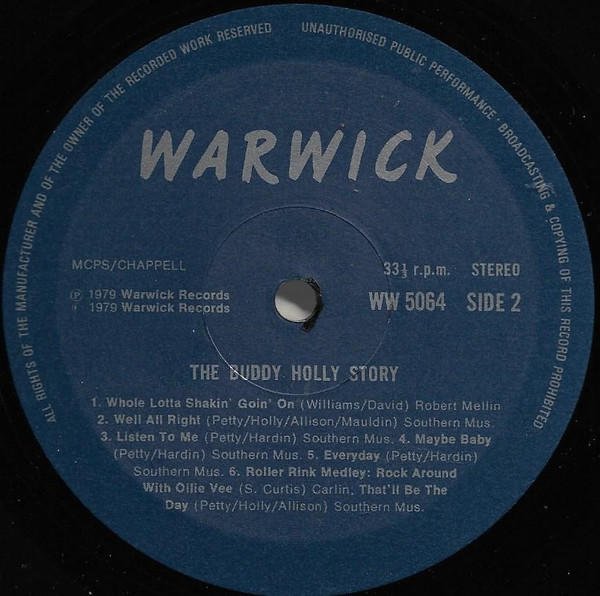 ALL RIGHTS OF THE MANUFACTURER AND OF THE OWNER OF THE RECORDED WORK RESERVED
UNAUTHORISED PUBLIC PERFORMANCE · BROADCASTING & COPYING OF THIS RECORD PROHIBITED
WARWICK
MCPS/CHAPPELL
33⅓ r.p.m. STEREO
℗ 1979 Warwick Records
1979 Warwick Records
WW 5064 SIDE 2
THE BUDDY HOLLY STORY
1. Whole Lotta Shakin' Goin' On (Williams/David) Robert Mellin
2. Well All Right (Petty/Holly/Allison/Mauldin) Southern Mus.
3. Listen To Me (Petty/Hardin) Southern Mus. 4. Maybe Baby
(Petty/Hardin) Southern Mus. 5. Everyday (Petty/Hardin)
Southern Mus. 6. Roller Rink Medley: Rock Around
With Ollie Vee (S. Curtis) Carlin, That'll Be The
Day (Petty/Holly/Allison) Southern Mus.